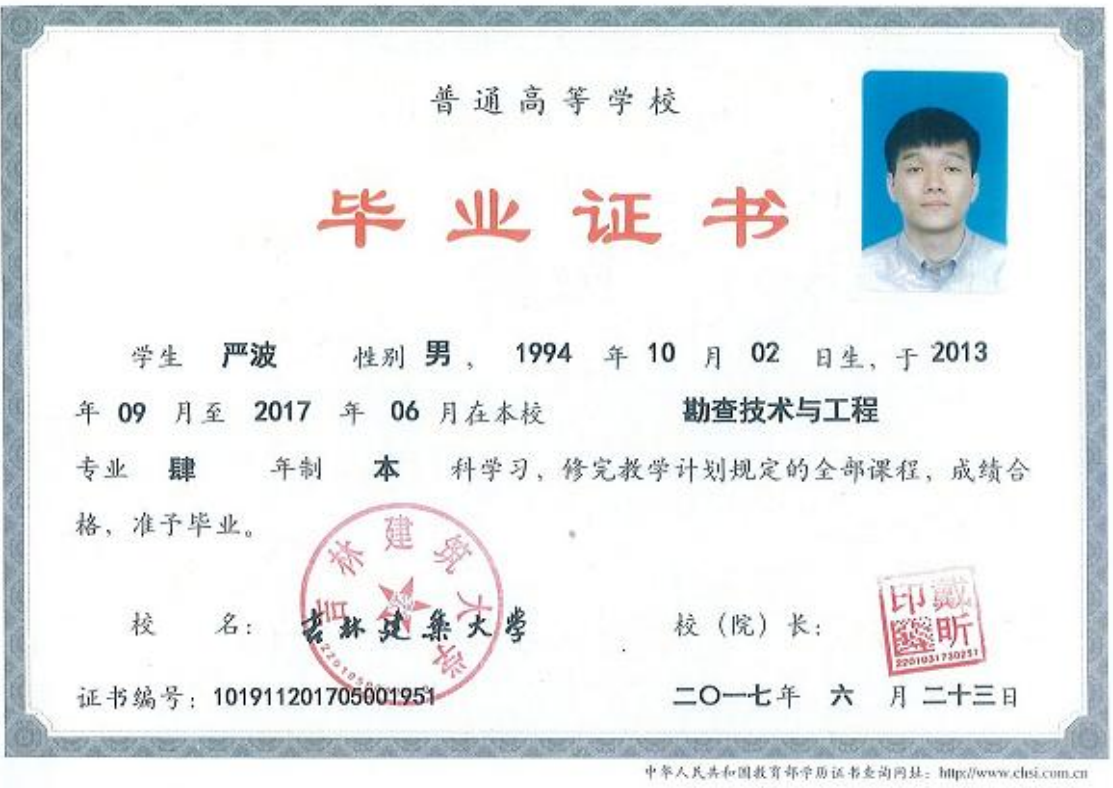 普通高等学校
毕业证书
学生 严波 性别 男 ， 1994 年 10 月 02 日生，于 2013
年 09 月至 2017 年 06 月在本校 勘查技术与工程
专业 肆 年制 本 科学习，修完教学计划规定的全部课程，成绩合
格，准予毕业。
吉林建筑大学
校 名： 吉林建筑大学 校（院）长：
戴昕印
2201031730251
证书编号：101911201705001951 二〇一七年 六 月 二十三日
中华人民共和国教育部学历证书查询网址：http://www.chsi.com.cn